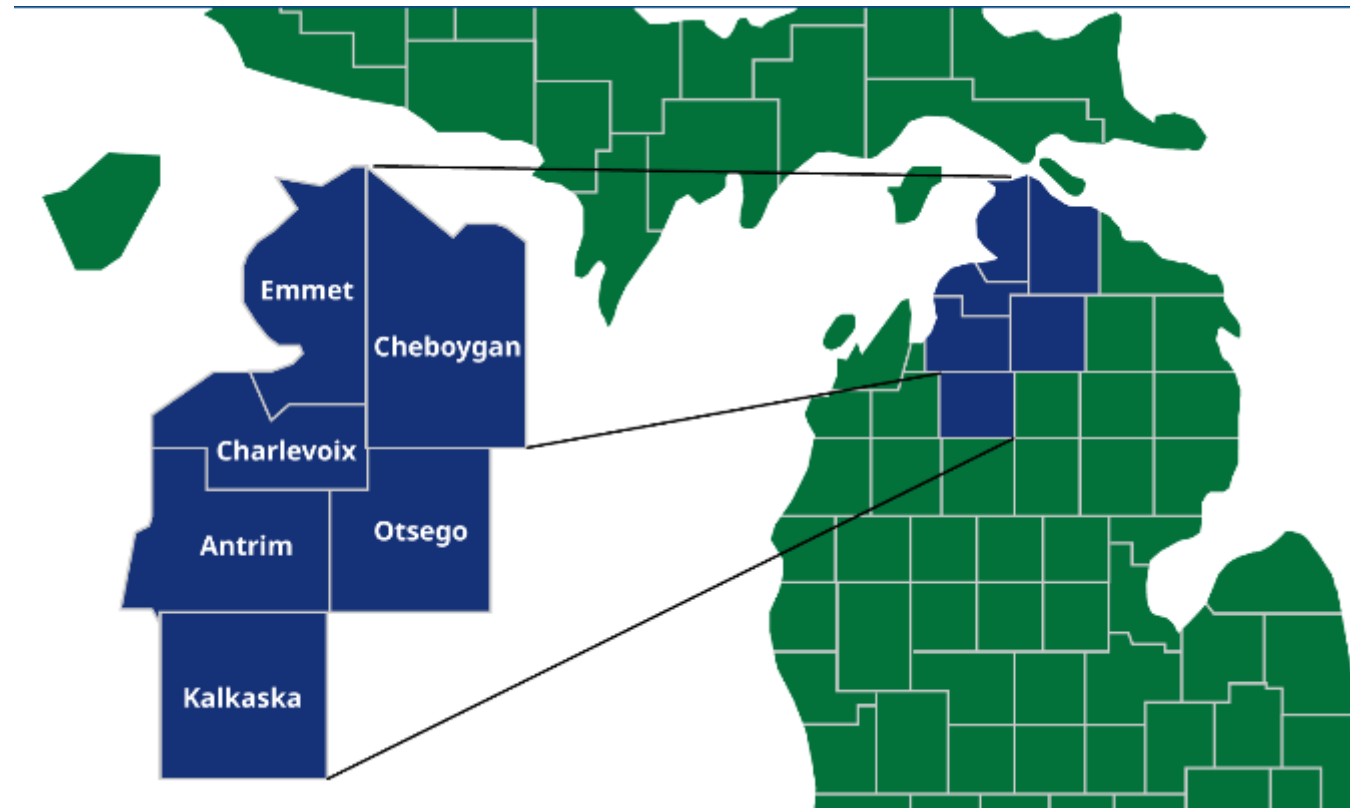 Emmet
Cheboygan
Charlevoix
Otsego
Antrim
Kalkaska